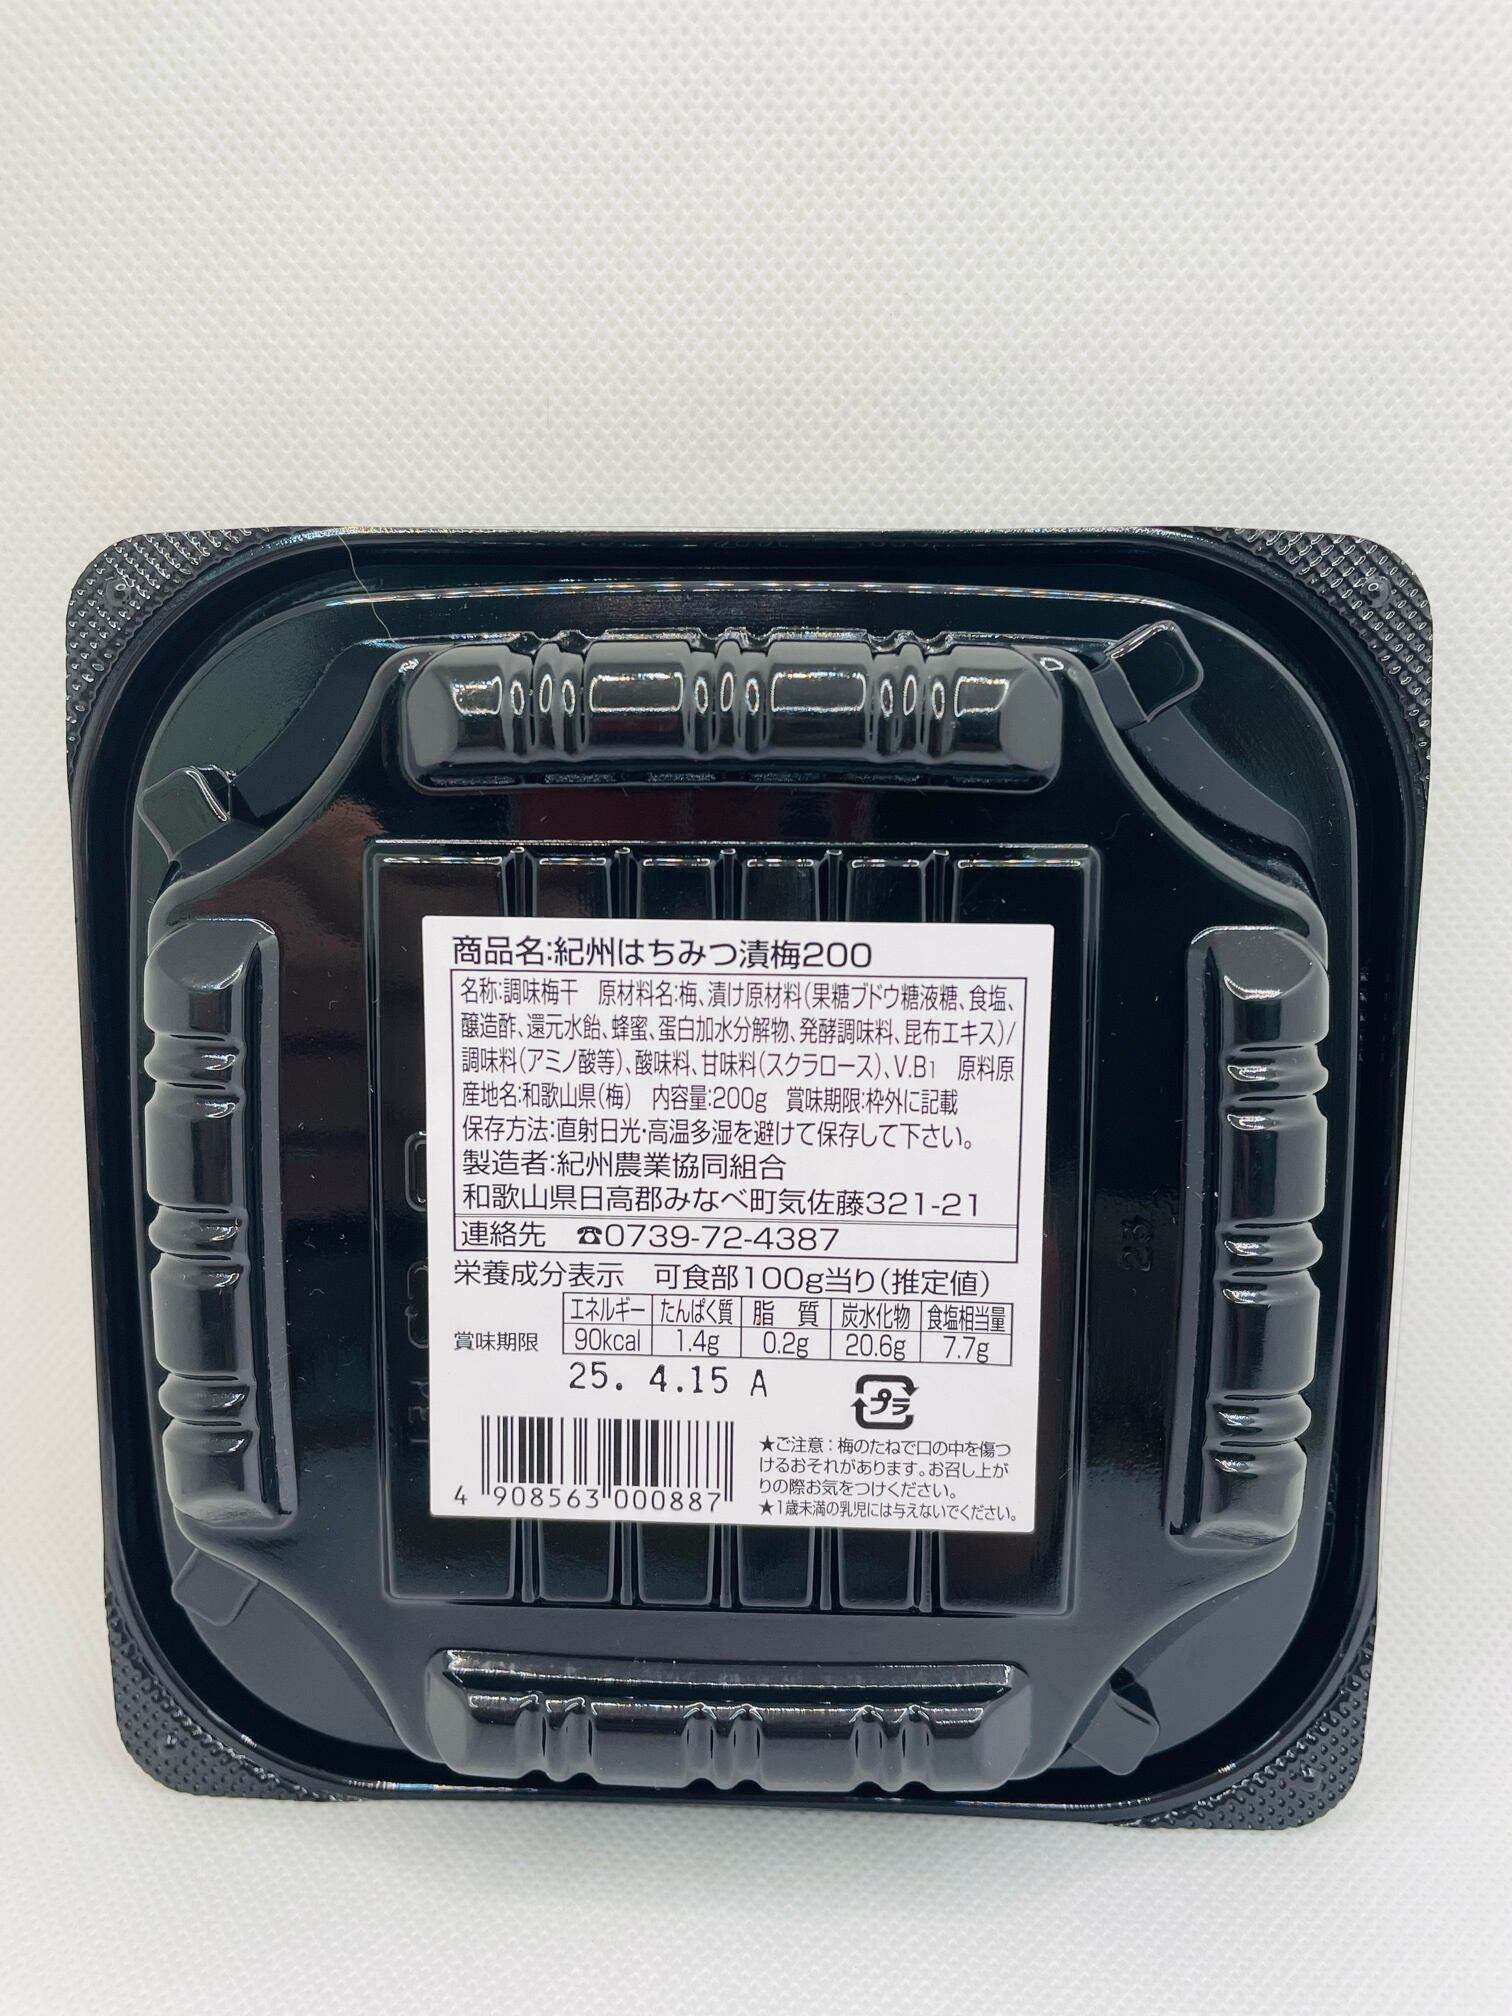 商品名:紀州はちみつ漬梅200
名称:調味梅干　原材料名:梅、漬け原材料(果糖ブドウ糖液糖、食塩、
醸造酢、還元水飴、蜂蜜、蛋白加水分解物、発酵調味料、昆布エキス)/
調味料(アミノ酸等)、酸味料、甘味料(スクラロース)、V.B1　原料原
産地名:和歌山県(梅)　内容量:200g　賞味期限:枠外に記載
保存方法:直射日光・高温多湿を避けて保存して下さい。
製造者:紀州農業協同組合
和歌山県日高郡みなべ町気佐藤321-21
連絡先　☎0739-72-4387
栄養成分表示　可食部100g当り(推定値)
エネルギー たんぱく質 脂　質 炭水化物 食塩相当量
90kcal 1.4g 0.2g 20.6g 7.7g
賞味期限
25. 4.15 A
プラ
4 908563 000887
★ご注意:梅のたねで口の中を傷つ
けるおそれがあります。お召し上が
りの際お気をつけください。
★1歳未満の乳児には与えないでください。